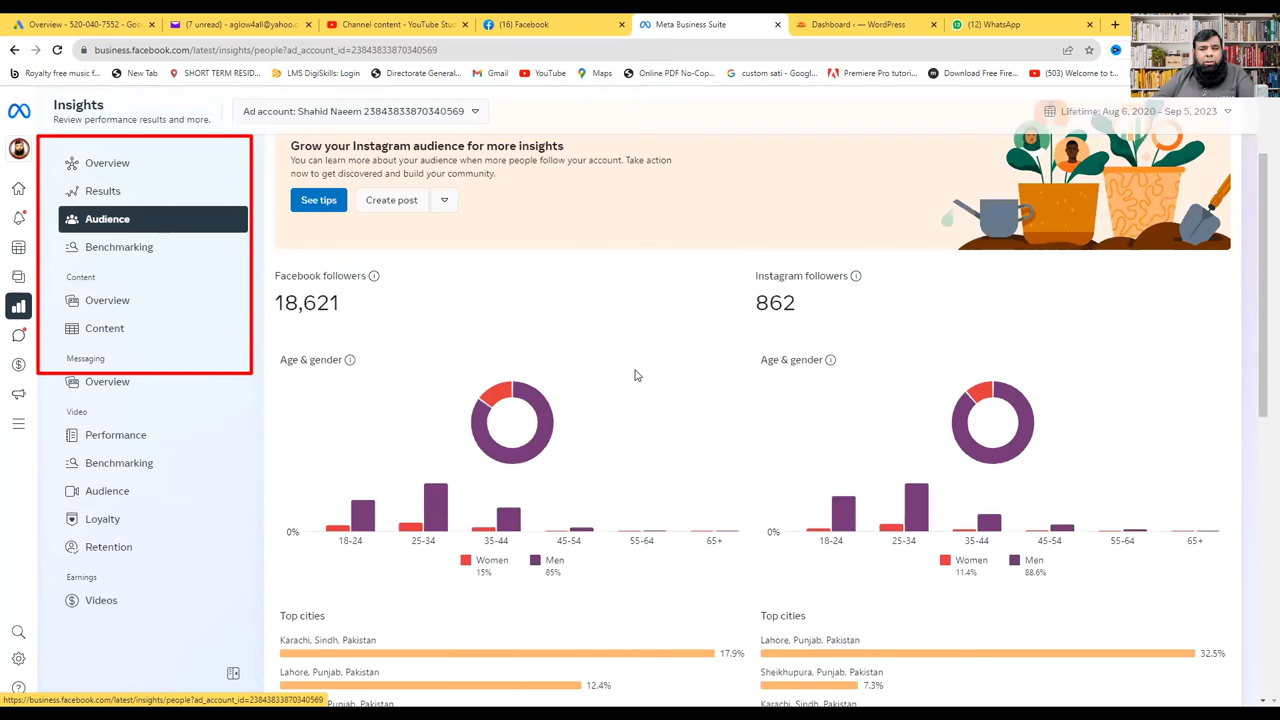 Overview - 520-040-7552 - Goog
(7 unread) - aglow4all@yahoo.c
Channel content - YouTube Stu
(16) Facebook
Meta Business Suite
Dashboard ‹ — WordPress
(12) WhatsApp
business.facebook.com/latest/insights/people?ad_account_id=23843833870340569
Royalty free music f...
New Tab
SHORT TERM RESID...
LMS DigiSkills: Login
Directorate General...
Gmail
YouTube
Maps
Online PDF No-Cop...
custom sati - Googl...
Premiere Pro tutori...
Download Free Fire...
(503) Welcome to t...
Insights
Review performance results and more.
Ad account: Shahid Naeem 23843833870340569
Lifetime: Aug 6, 2020 – Sep 5, 2023
Overview
Results
Audience
Benchmarking
Content
Overview
Content
Messaging
Overview
Video
Performance
Benchmarking
Audience
Loyalty
Retention
Earnings
Videos
Grow your Instagram audience for more insights
You can learn more about your audience when more people follow your account. Take action
now to get discovered and build your community.
See tips
Create post
Facebook followers
18,621
Age & gender
0%
18-24 25-34 35-44 45-54 55-64 65+
Women
15%
Men
85%
Top cities
Karachi, Sindh, Pakistan
17.9%
Lahore, Punjab, Pakistan
12.4%
Punjab, Pakistan
Instagram followers
862
Age & gender
0%
18-24 25-34 35-44 45-54 55-64 65+
Women
11.4%
Men
88.6%
Top cities
Lahore, Punjab, Pakistan
32.5%
Sheikhupura, Punjab, Pakistan
7.3%
Karachi, Sindh, Pakistan
https://business.facebook.com/latest/insights/people?ad_account_id=23843833870340569